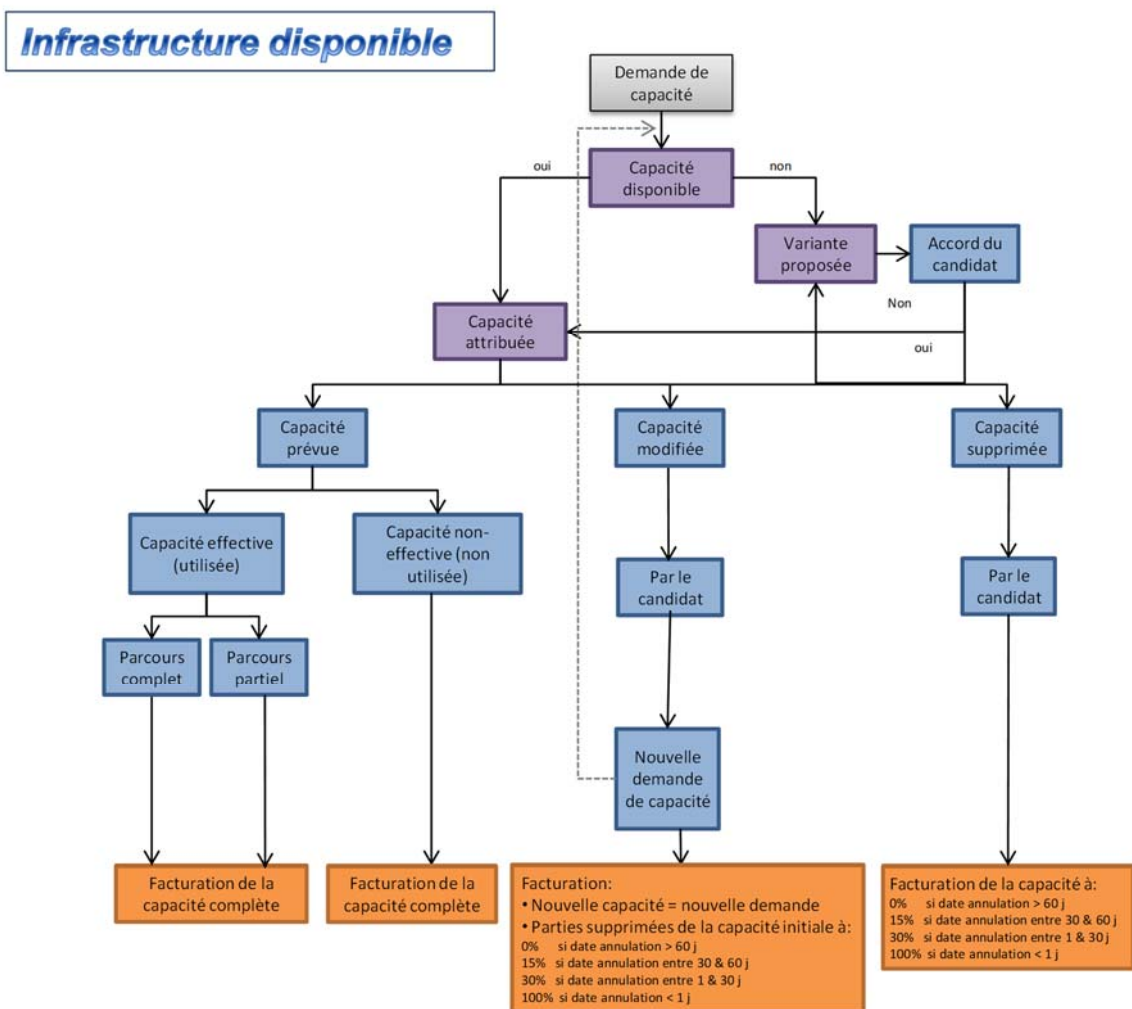 Infrastructure disponible
Demande de
capacité
oui
Capacité
disponible
non
Variante
proposée
Accord du
candidat
Non
Capacité
attribuée
oui
Capacité
prévue
Capacité
modifiée
Capacité
supprimée
Capacité effective
(utilisée)
Capacité non-
effective (non
utilisée)
Par le
candidat
Par le
candidat
Parcours
complet
Parcours
partiel
Nouvelle
demande
de capacité
Facturation de la
capacité complète
Facturation de la
capacité complète
Facturation:
• Nouvelle capacité = nouvelle demande
• Parties supprimées de la capacité initiale à:
0% si date annulation > 60 j
15% si date annulation entre 30 & 60 j
30% si date annulation entre 1 & 30 j
100% si date annulation < 1 j
Facturation de la capacité à:
0% si date annulation > 60 j
15% si date annulation entre 30 & 60 j
30% si date annulation entre 1 & 30 j
100% si date annulation < 1 j